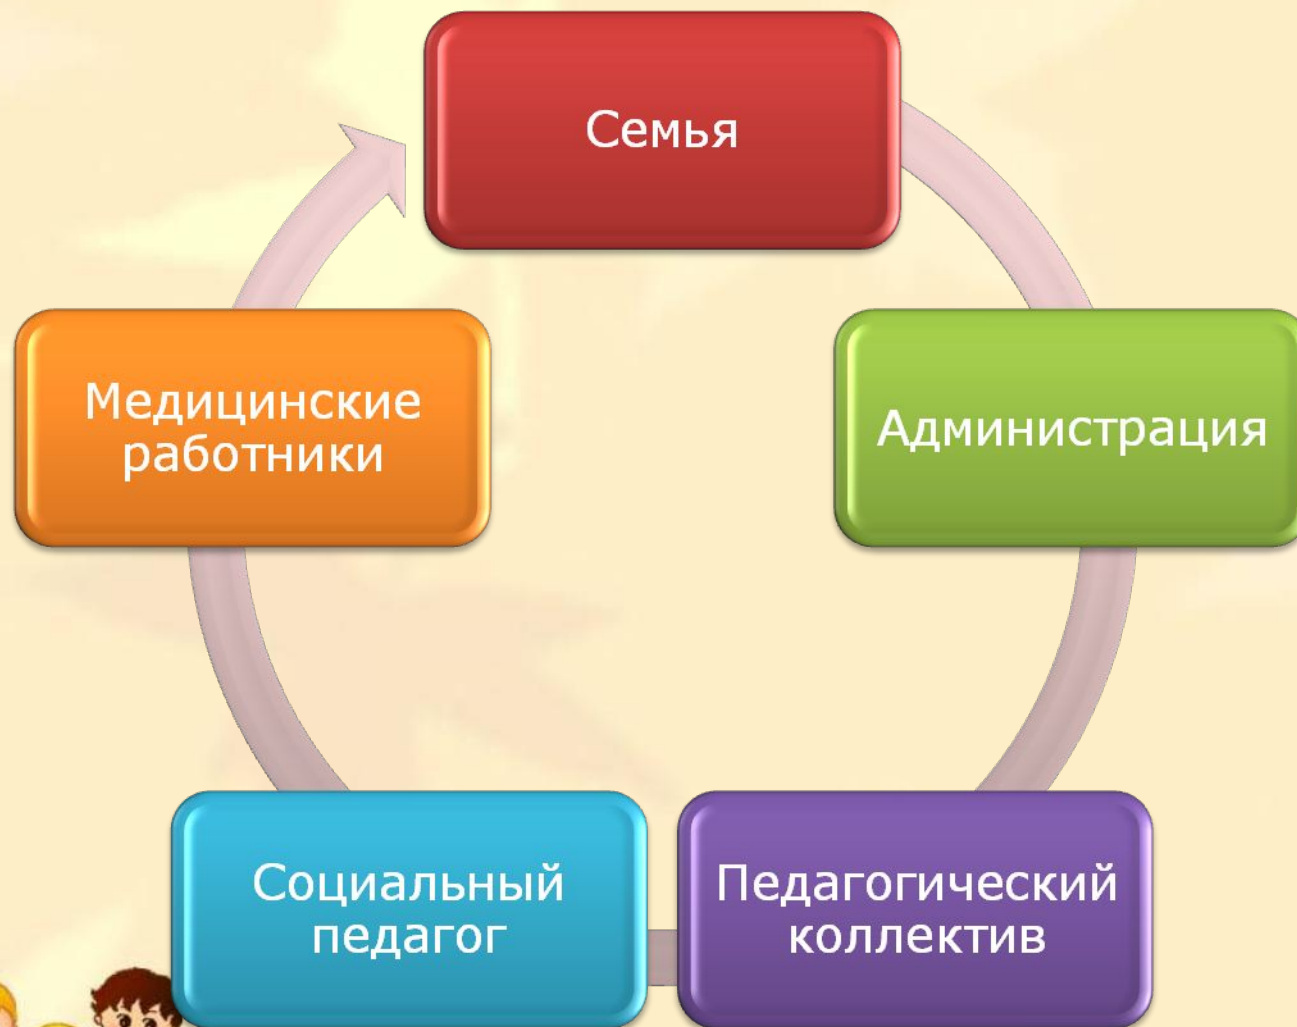 Семья
Медицинские
работники
Администрация
Социальный
педагог
Педагогический
коллектив